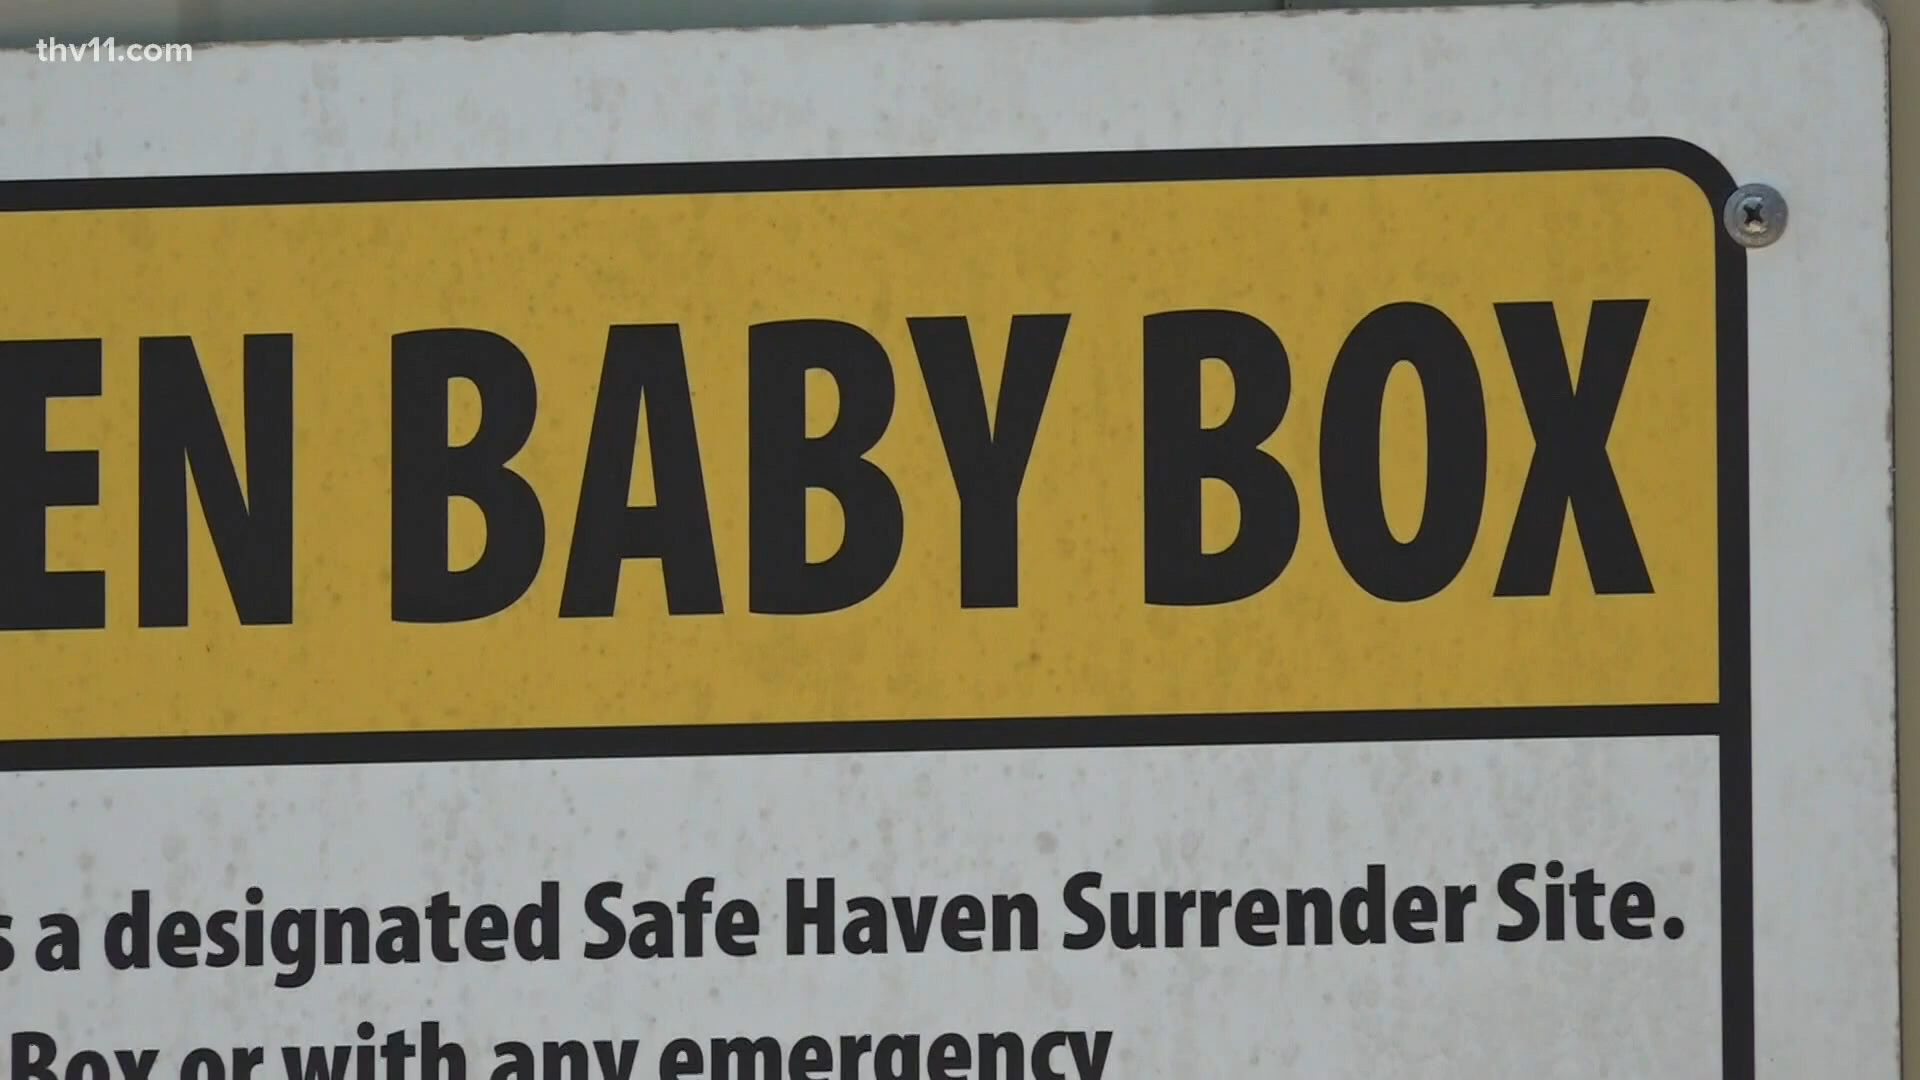 thv11.com
EN BABY BOX
s a designated Safe Haven Surrender Site.
Box or with any emergency